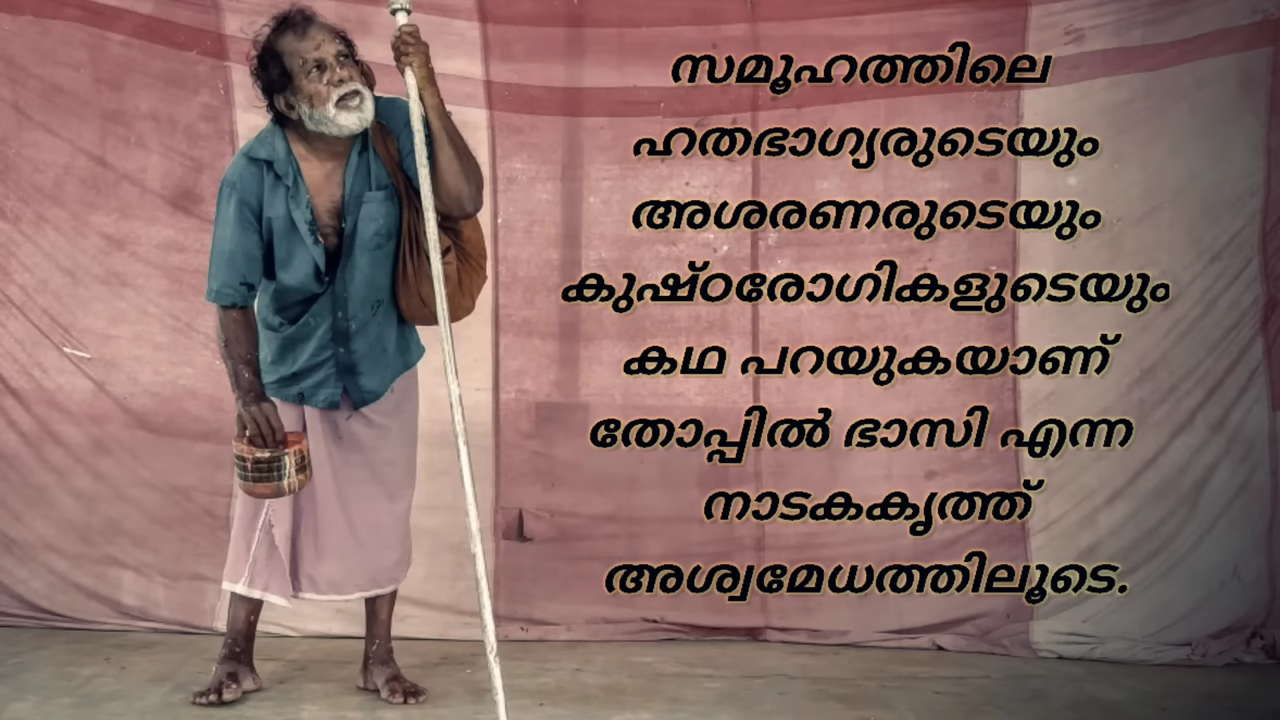 സമൂഹത്തിലെ
ഹതഭാഗ്യരുടെയും
അശരണരുടെയും
കുഷ്ഠരോഗികളുടെയും
കഥ പറയുകയാണ്
തോപ്പിൽ ഭാസി എന്ന
നാടകകൃത്ത്
അശ്വമേധത്തിലൂടെ.